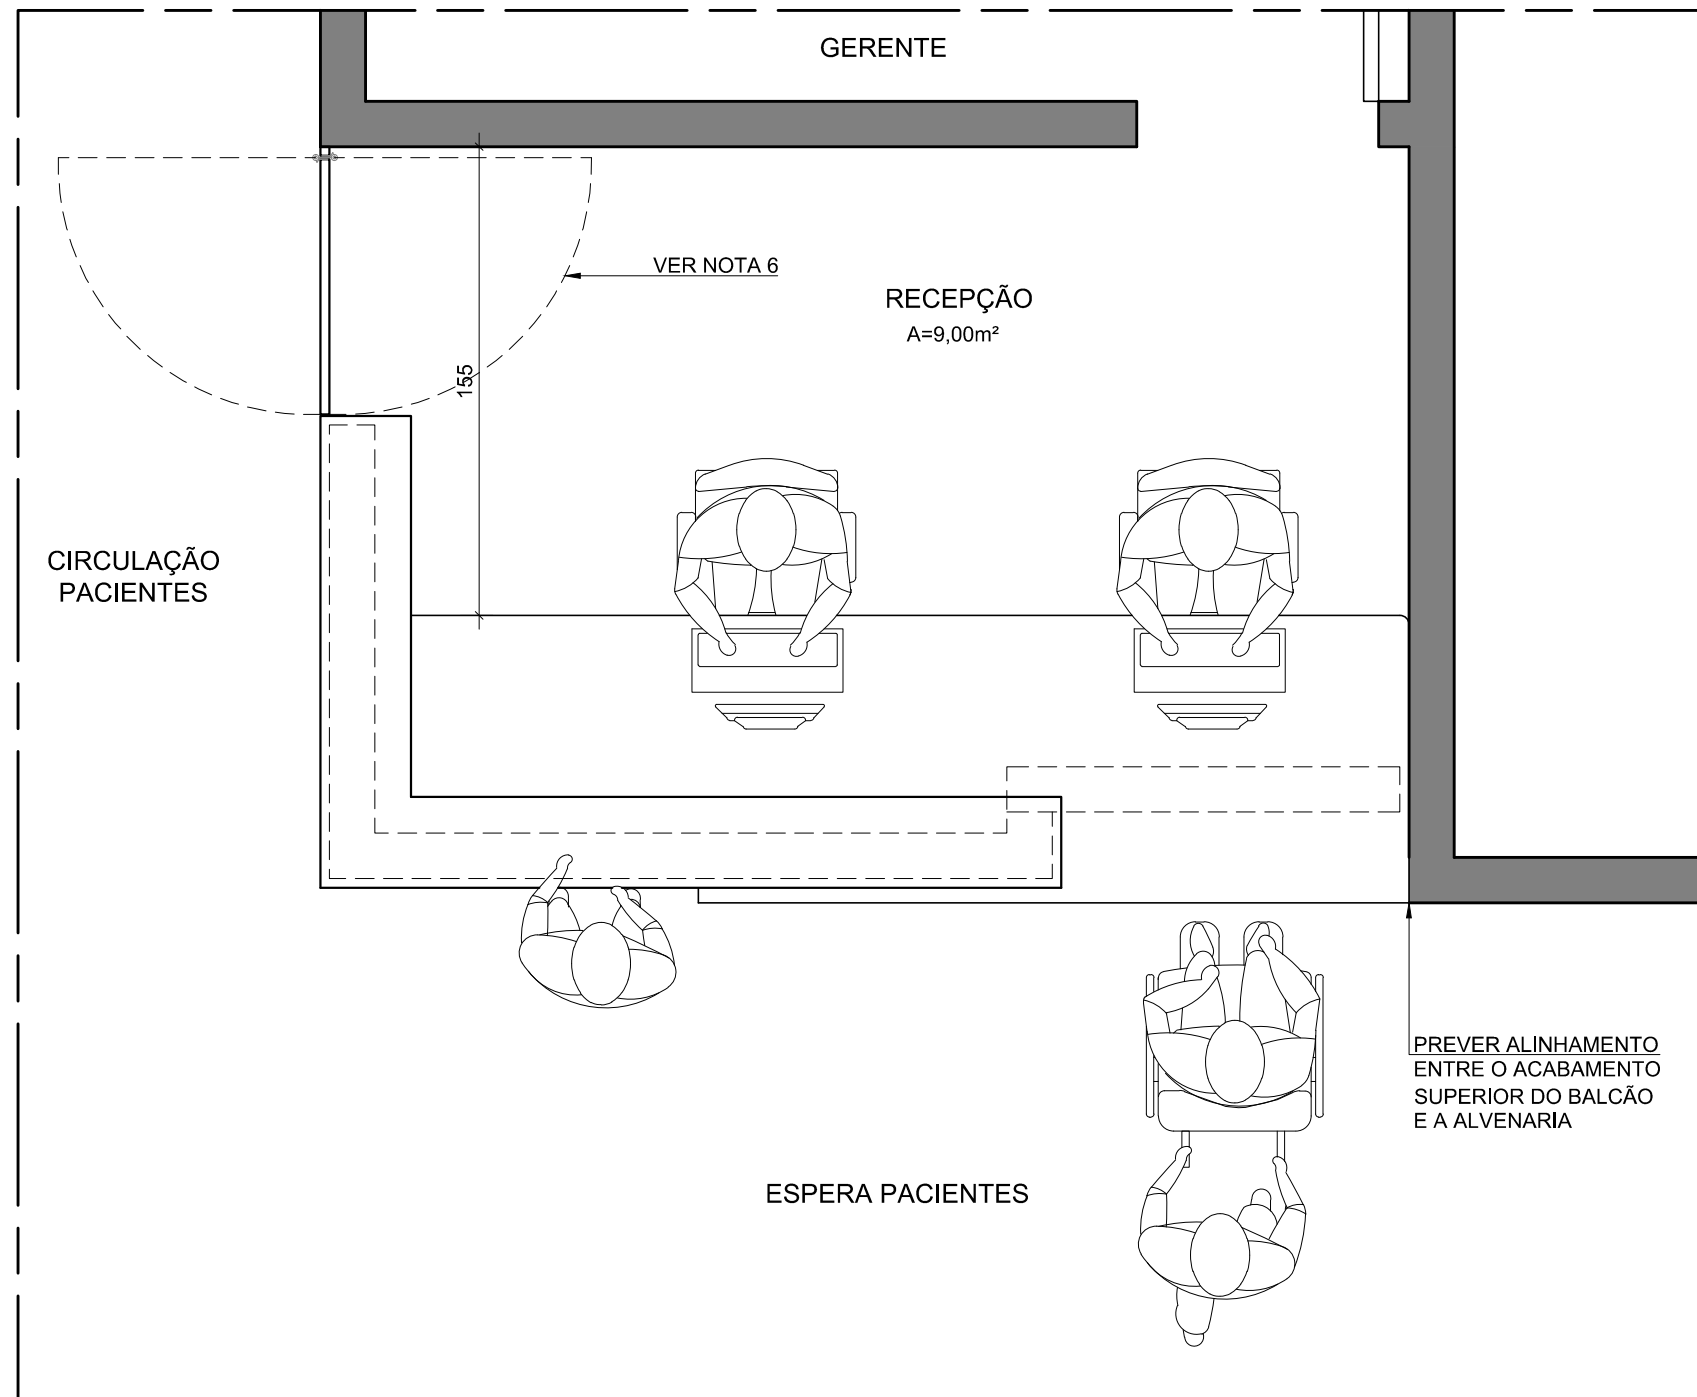 GERENTE
VER NOTA 6
RECEPÇÃO
A=9,00m²
155
CIRCULAÇÃO
PACIENTES
PREVER ALINHAMENTO
ENTRE O ACABAMENTO
SUPERIOR DO BALCÃO
E A ALVENARIA
ESPERA PACIENTES